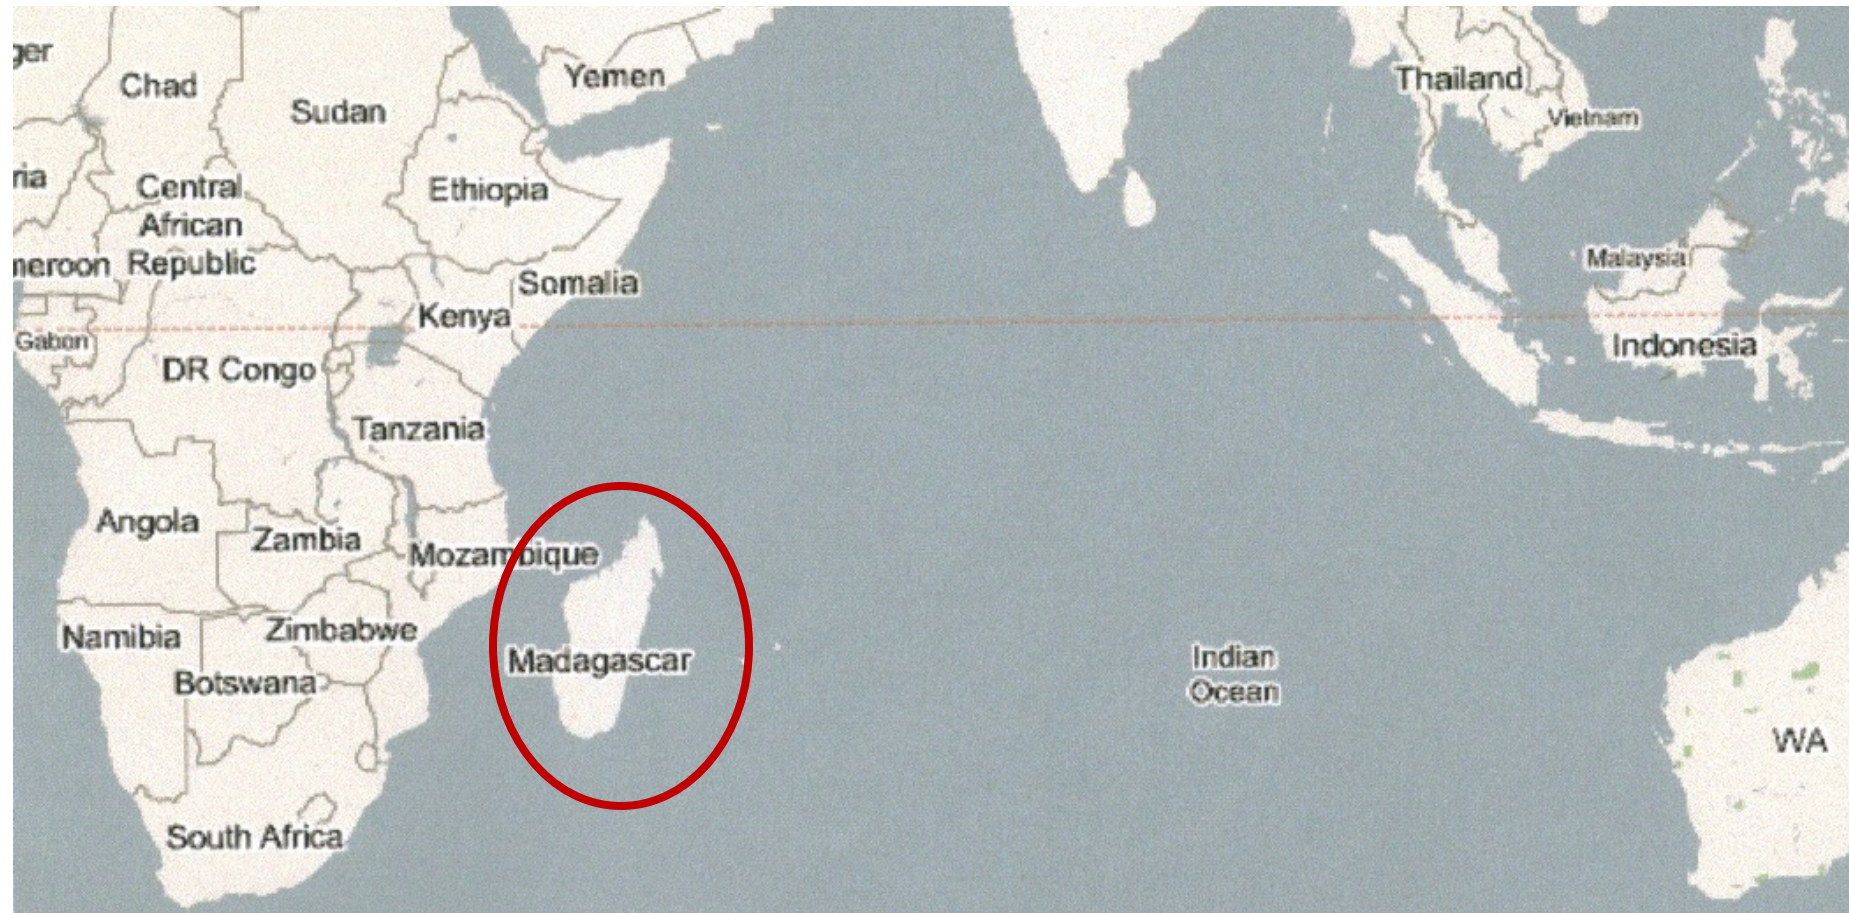 ger
Chad
Sudan
Yemen
Thailand
Vietnam
ria
Central
African
Republic
Ethiopia
meroon
Somalia
Malaysia
Kenya
Gabon
DR Congo
Indonesia
Tanzania
Angola
Zambia
Mozambique
Namibia
Zimbabwe
Madagascar
Botswana
Indian
Ocean
WA
South Africa